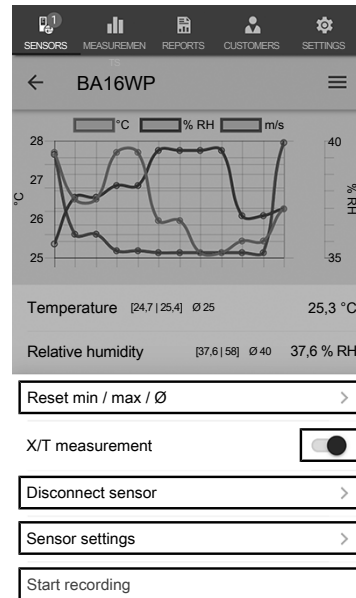 1
SENSORS MEASUREMENTS REPORTS CUSTOMERS SETTINGS
BA16WP
°C % RH m/s
28 40
27
°C % RH
26
25 35
Temperature [24,7 | 25,4] Ø 25 25,3 °C
Relative humidity [37,6 | 58] Ø 40 37,6 % RH
Reset min / max / Ø
X/T measurement
Disconnect sensor
Sensor settings
Start recording